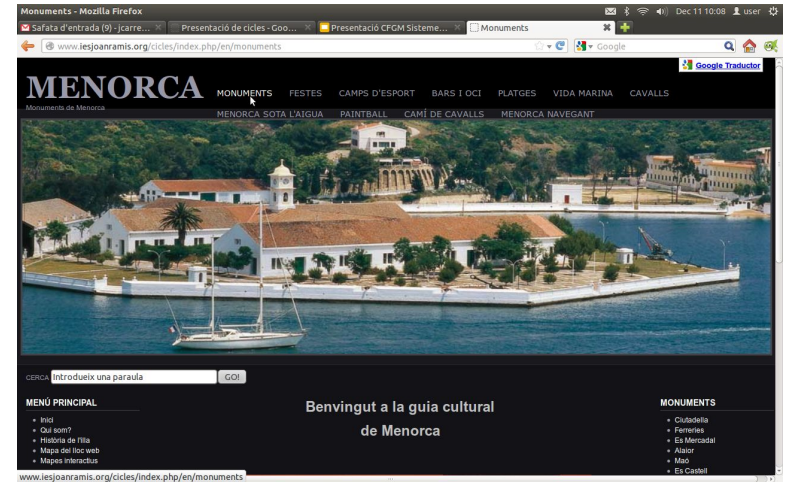 Monuments - Mozilla Firefox
Dec 11 10:08 user
Safata d'entrada (9) - jcarre...
Presentació de cicles - Goo...
Presentació CFGM Sisteme...
Monuments
www.iesjoanramis.org/cicles/index.php/en/monuments
Google
Google Traductor
MENORCA
Monuments de Menorca
MONUMENTS FESTES CAMPS D'ESPORT BARS I OCI PLATGES VIDA MARINA CAVALLS
MENORCA SOTA L'AIGUA PAINTBALL CAMÍ DE CAVALLS MENORCA NAVEGANT
CERCA Introdueix una paraula GO!
MENÚ PRINCIPAL
Inici
Qui som?
Història de l'illa
Mapa del lloc web
Mapes interactius
Benvingut a la guia cultural
de Menorca
MONUMENTS
Ciutadella
Ferreries
Es Mercadal
Alaior
Maó
Es Castell
www.iesjoanramis.org/cicles/index.php/en/monuments